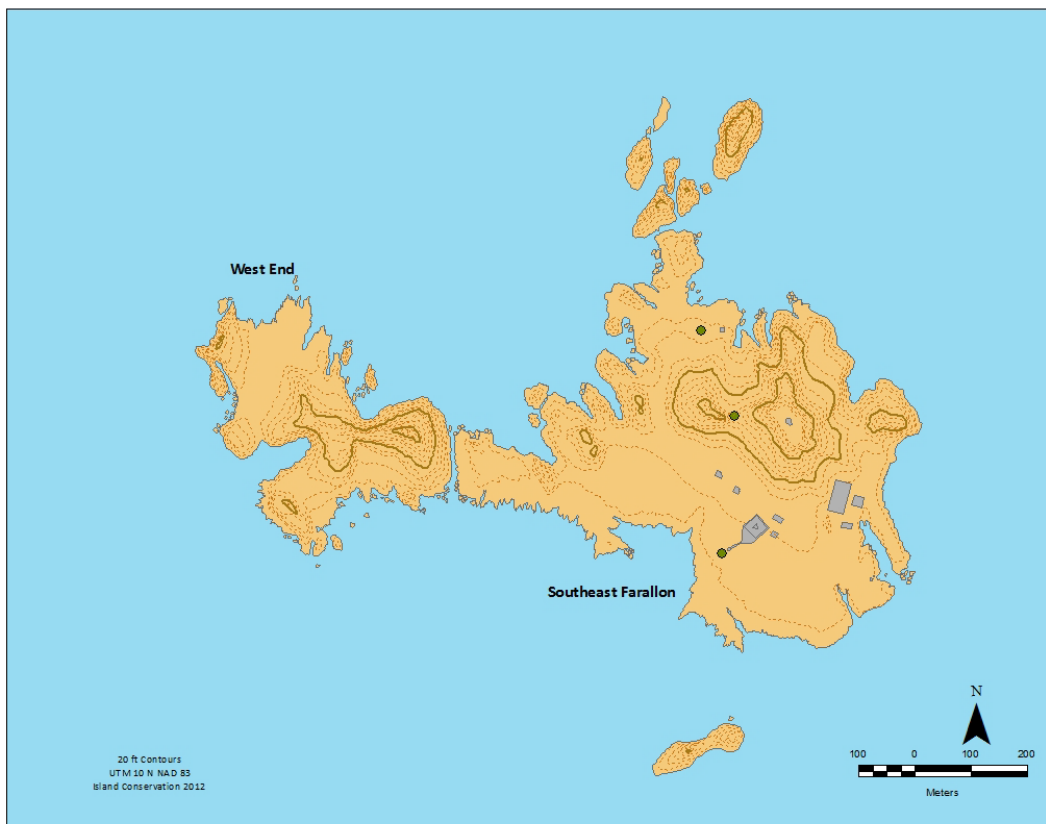 West End
Southeast Farallon
N
100 0 100 200
Meters
20 ft Contours
UTM 10 N NAD 83
Island Conservation 2012